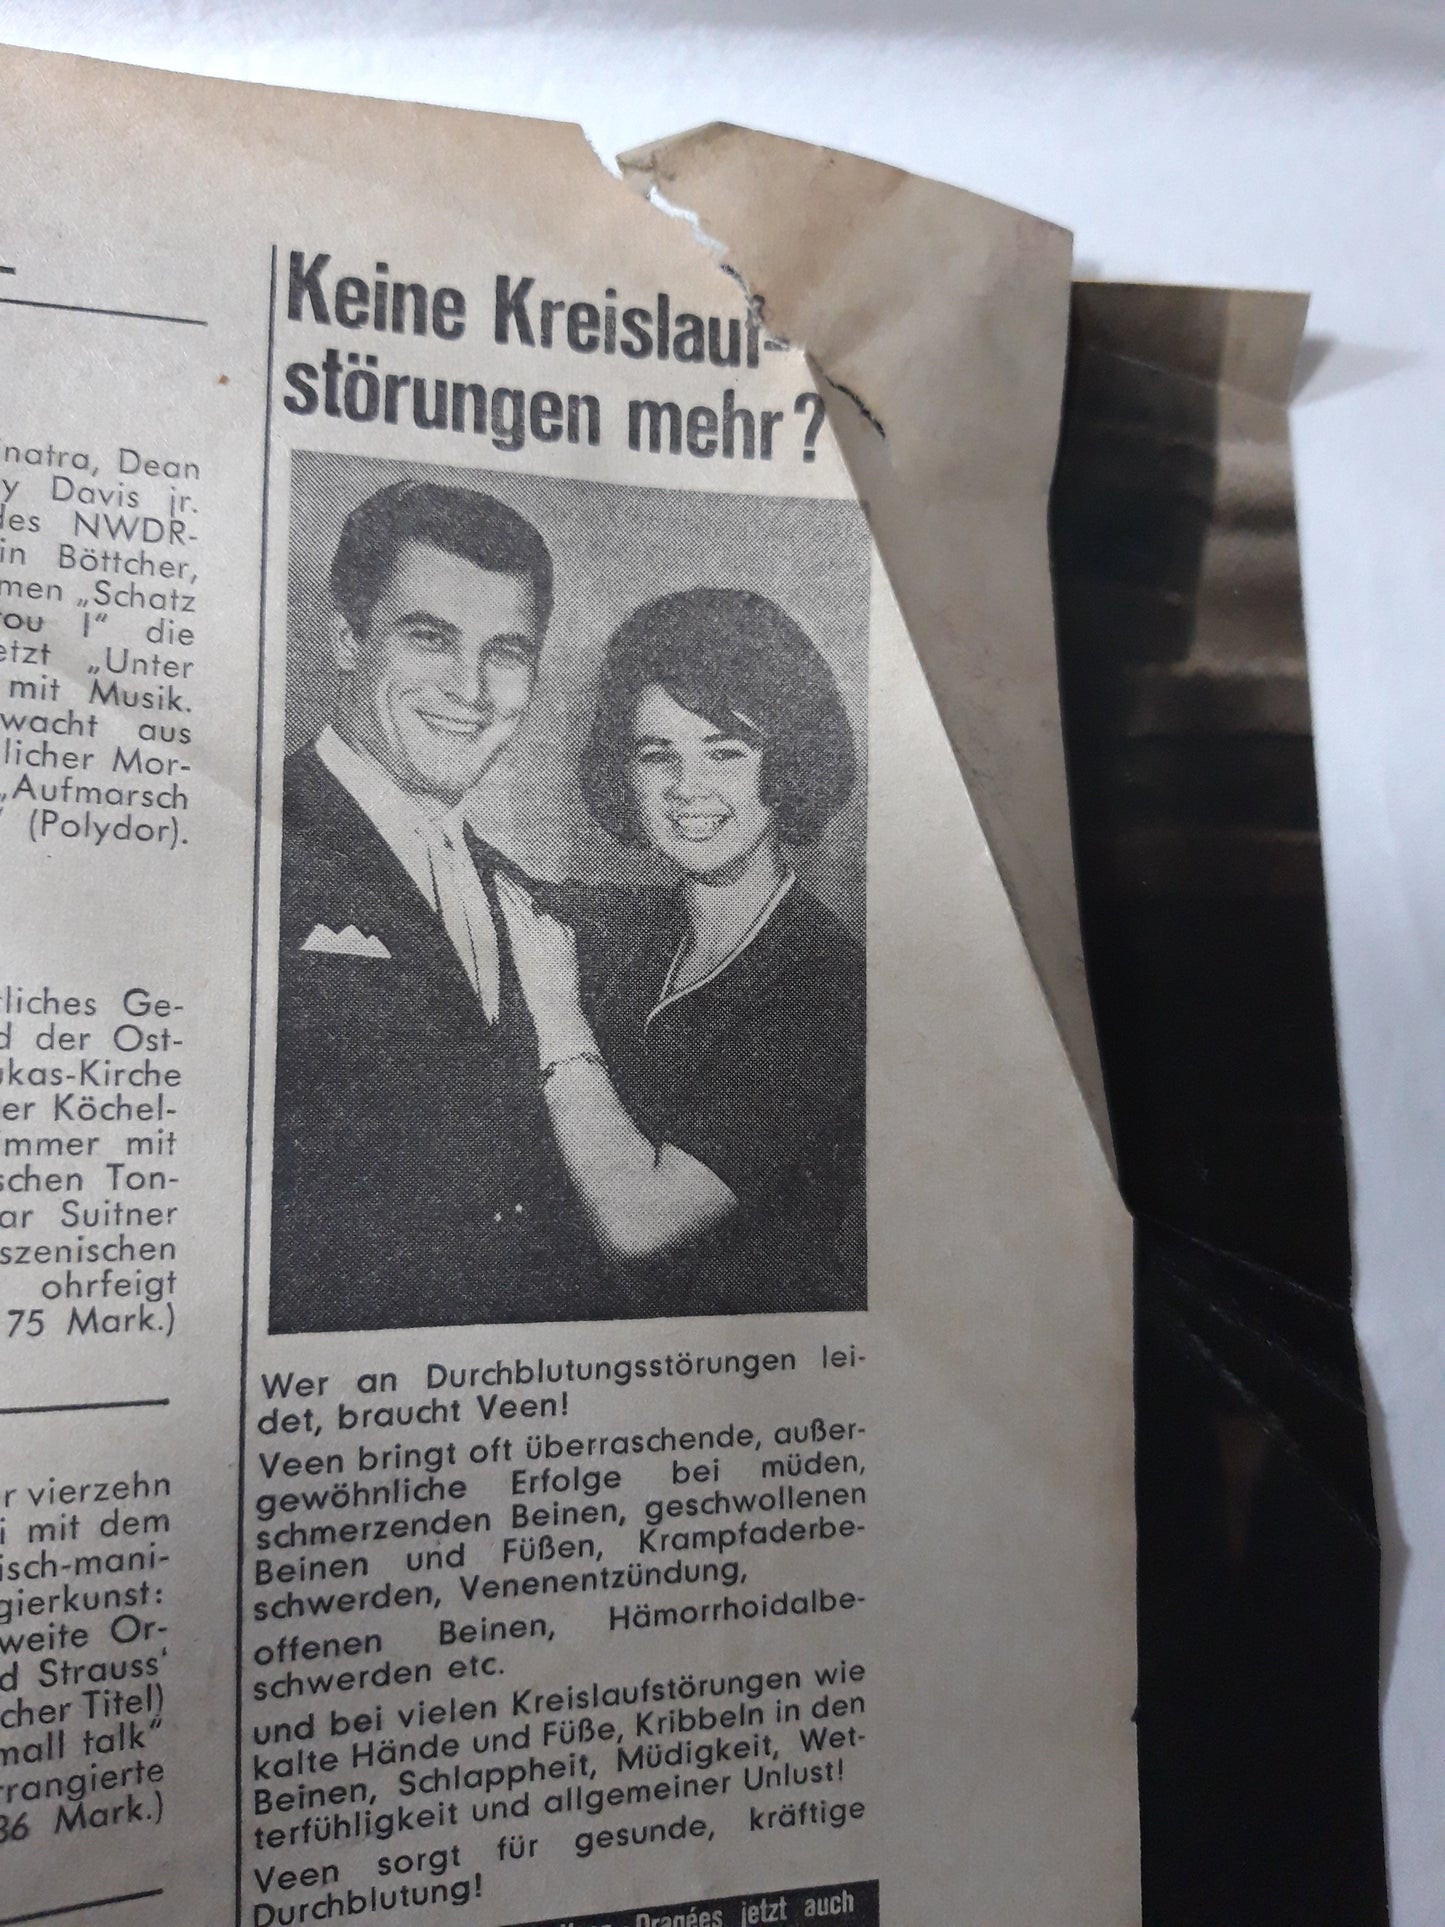 natra, Dean
y Davis jr.
des NWDR-
in Böttcher,
men „Schatz
you I“ die
etzt „Unter
mit Musik.
wacht aus
licher Mor-
„Aufmarsch
(Polydor).
rliches Ge-
d der Ost-
ukas-Kirche
er Köchel-
immer mit
schen Ton-
ar Suitner
szenischen
ohrfeigt
75 Mark.)
r vierzehn
i mit dem
isch-mani-
gierkunst:
weite Or-
d Strauss'
cher Titel)
mall talk“
rrangierte
36 Mark.)
Keine Kreislauf-
störungen mehr?
Wer an Durchblutungsstörungen lei-
det, braucht Veen!
Veen bringt oft überraschende, außer-
gewöhnliche Erfolge bei müden,
schmerzenden Beinen, geschwollenen
Beinen und Füßen, Krampfaderbe-
schwerden, Venenentzündung,
offenen Beinen, Hämorrhoidalbe-
schwerden etc.
und bei vielen Kreislaufstörungen wie
kalte Hände und Füße, Kribbeln in den
Beinen, Schlappheit, Müdigkeit, Wet-
terfühligkeit und allgemeiner Unlust!
Veen sorgt für gesunde, kräftige
Durchblutung!
Dragées jetzt auch